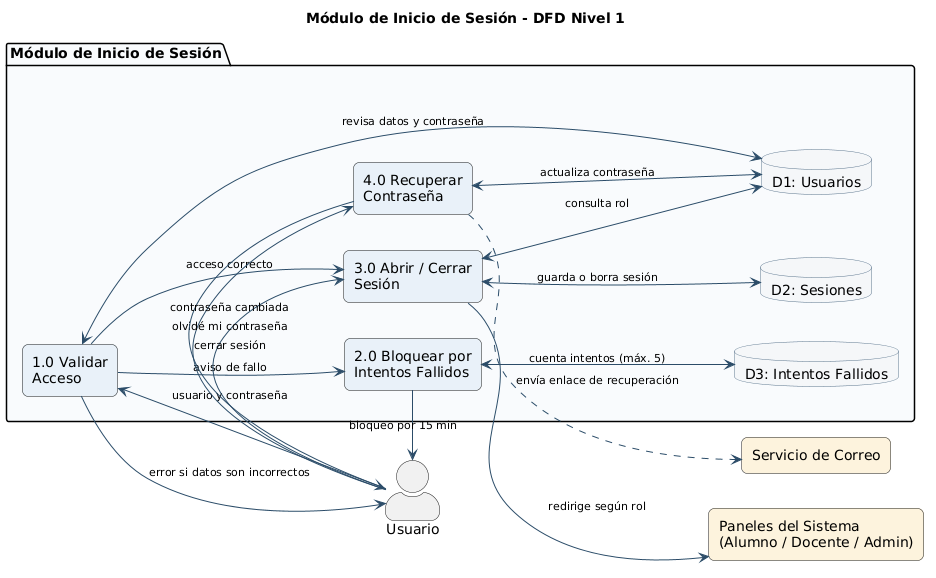 Módulo de Inicio de Sesión - DFD Nivel 1
Módulo de Inicio de Sesión
revisa datos y contraseña
D1: Usuarios
4.0 Recuperar
Contraseña
actualiza contraseña
consulta rol
acceso correcto
3.0 Abrir / Cerrar
Sesión
guarda o borra sesión
D2: Sesiones
contraseña cambiada
olvidé mi contraseña
cerrar sesión
1.0 Validar
Acceso
aviso de fallo
2.0 Bloquear por
Intentos Fallidos
cuenta intentos (máx. 5)
D3: Intentos Fallidos
envía enlace de recuperación
usuario y contraseña
bloqueo por 15 min
Servicio de Correo
error si datos son incorrectos
redirige según rol
Usuario
Paneles del Sistema
(Alumno / Docente / Admin)